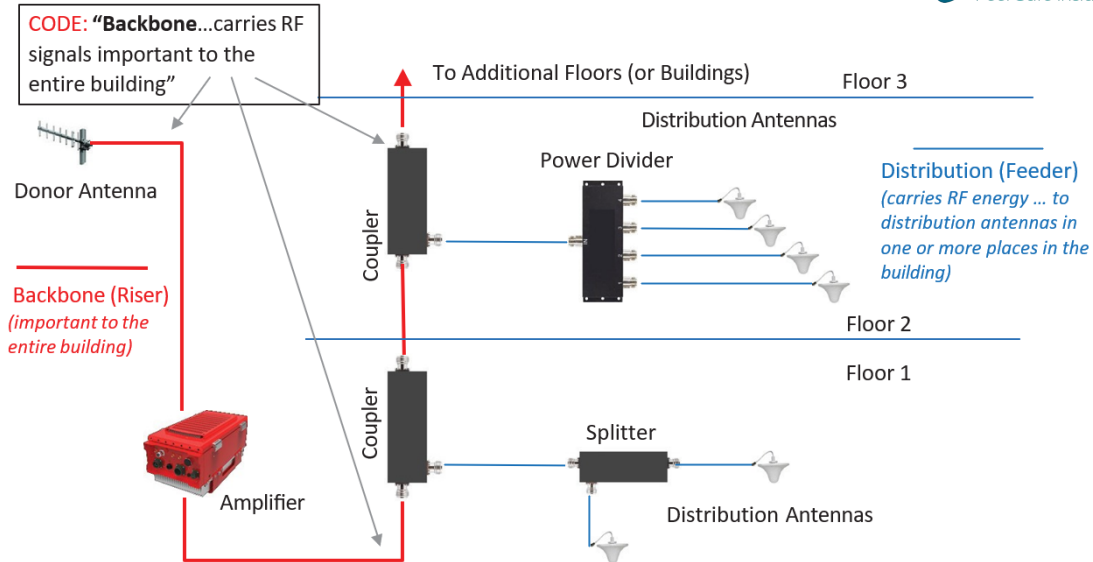 CODE: “Backbone...carries RF
signals important to the
entire building”
To Additional Floors (or Buildings)
Floor 3
Distribution Antennas
Power Divider
Donor Antenna
Coupler
Distribution (Feeder)
(carries RF energy ... to
distribution antennas in
one or more places in the
building)
Backbone (Riser)
(important to the
entire building)
Floor 2
Floor 1
Coupler
Splitter
Amplifier
Distribution Antennas